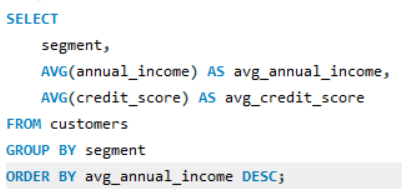 SELECT
    segment,
    AVG(annual_income) AS avg_annual_income,
    AVG(credit_score) AS avg_credit_score
FROM customers
GROUP BY segment
ORDER BY avg_annual_income DESC;